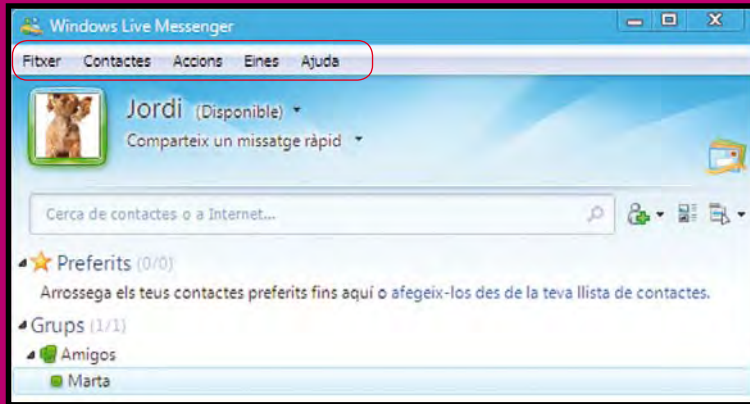 Windows Live Messenger
Fitxer Contactes Accions Eines Ajuda
Jordi (Disponible)
Comparteix un missatge ràpid
Cerca de contactes o a Internet...
Preferits (0/0)
Arrossega els teus contactes preferits fins aquí o afegeix-los des de la teva llista de contactes.
Grups (1/1)
Amigos
Marta